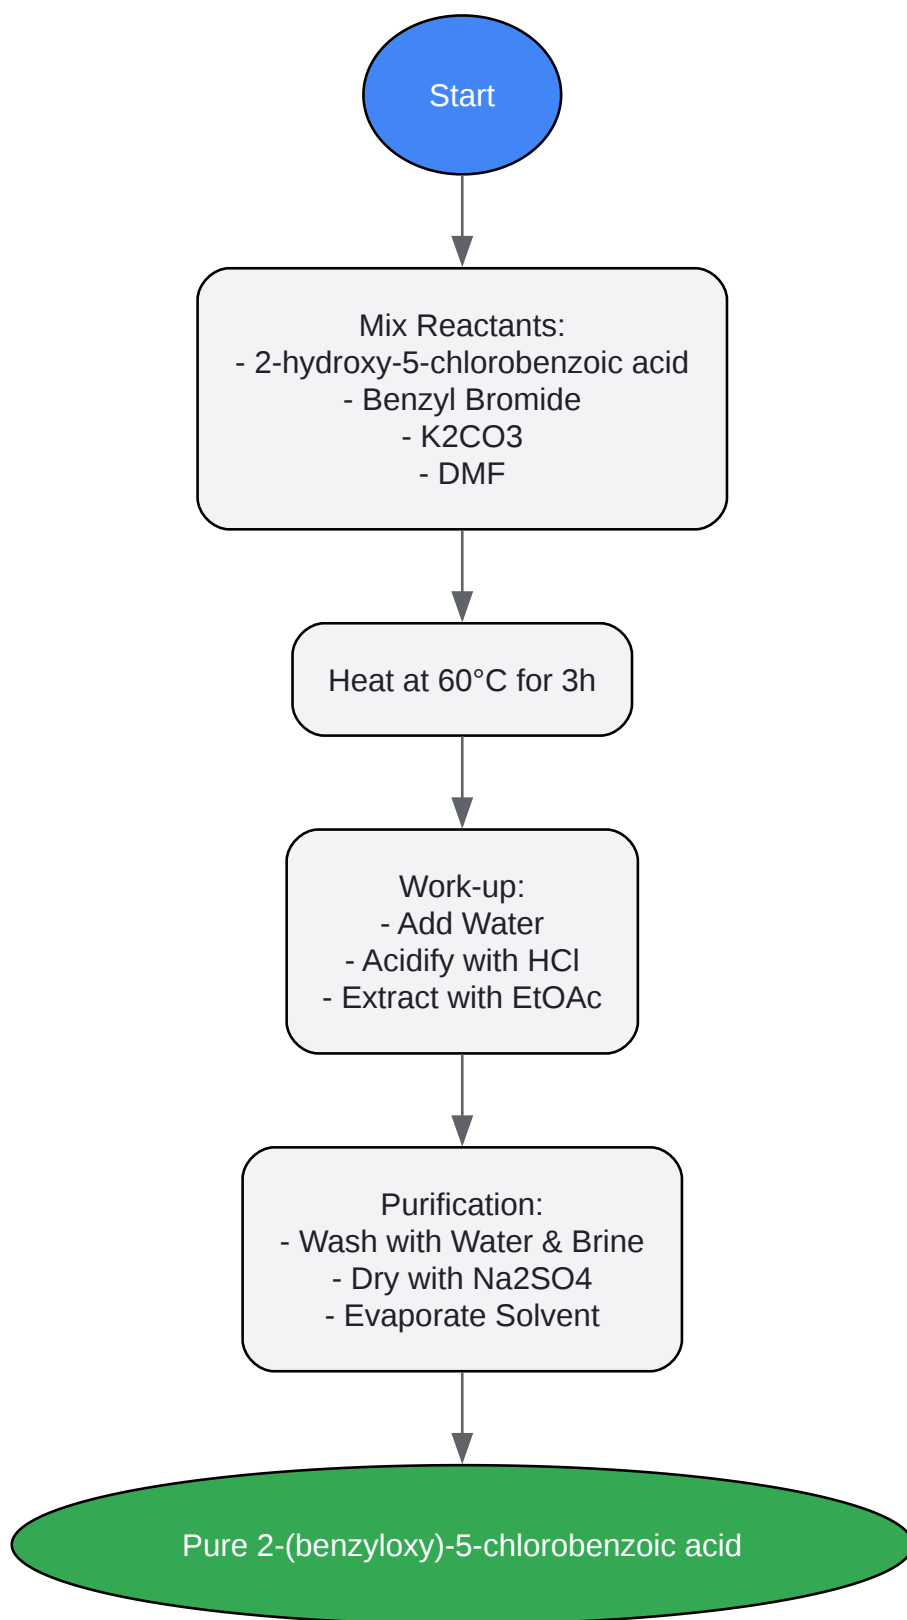 Start
Mix Reactants:
- 2-hydroxy-5-chlorobenzoic acid
- Benzyl Bromide
- K2CO3
- DMF
Heat at 60°C for 3h
Work-up:
- Add Water
- Acidify with HCl
- Extract with EtOAc
Purification:
- Wash with Water & Brine
- Dry with Na2SO4
- Evaporate Solvent
Pure 2-(benzyloxy)-5-chlorobenzoic acid